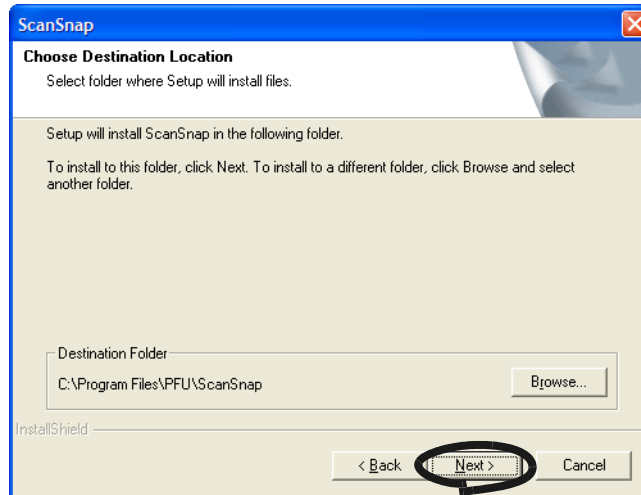 ScanSnap
Choose Destination Location
Select folder where Setup will install files.
Setup will install ScanSnap in the following folder.
To install to this folder, click Next. To install to a different folder, click Browse and select
another folder.
Destination Folder
C:\Program Files\PFU\ScanSnap
Browse...
InstallShield
< Back
Next >
Cancel